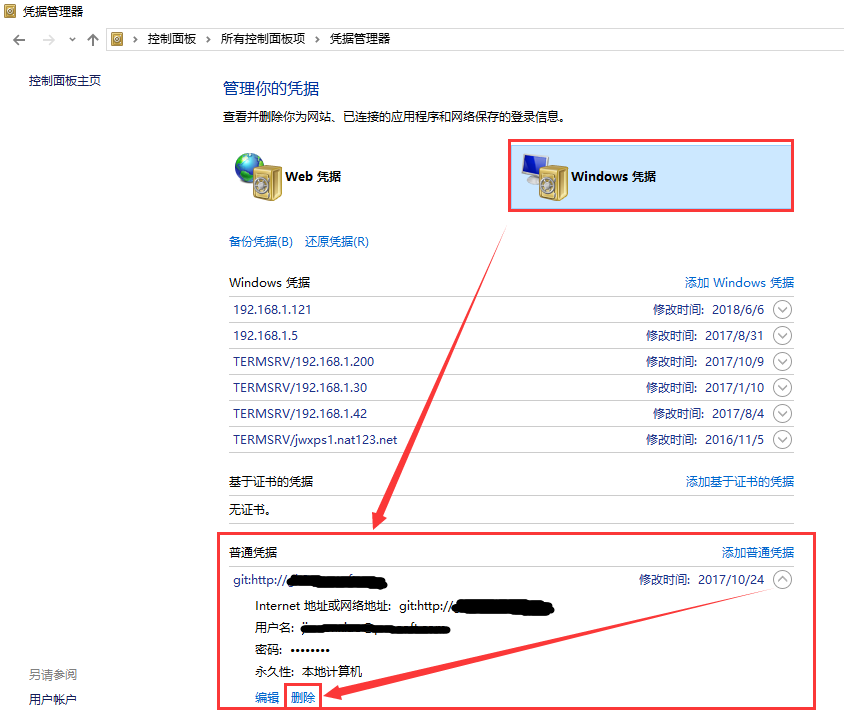 凭据管理器
控制面板 › 所有控制面板项 › 凭据管理器
控制面板主页
管理你的凭据
查看并删除你为网站、已连接的应用程序和网络保存的登录信息。
Web 凭据
Windows 凭据
备份凭据(B) 还原凭据(R)
Windows 凭据 添加 Windows 凭据
192.168.1.121 修改时间: 2018/6/6
192.168.1.5 修改时间: 2017/8/31
TERMSRV/192.168.1.200 修改时间: 2017/10/9
TERMSRV/192.168.1.30 修改时间: 2017/1/10
TERMSRV/192.168.1.42 修改时间: 2017/8/4
TERMSRV/jwxps1.nat123.net 修改时间: 2016/11/5
基于证书的凭据 添加基于证书的凭据
无证书。
普通凭据 添加普通凭据
git:http:// 修改时间: 2017/10/24
Internet 地址或网络地址: git:http://
用户名:
密码: ••••••••
永久性: 本地计算机
编辑 删除
另请参阅
用户帐户